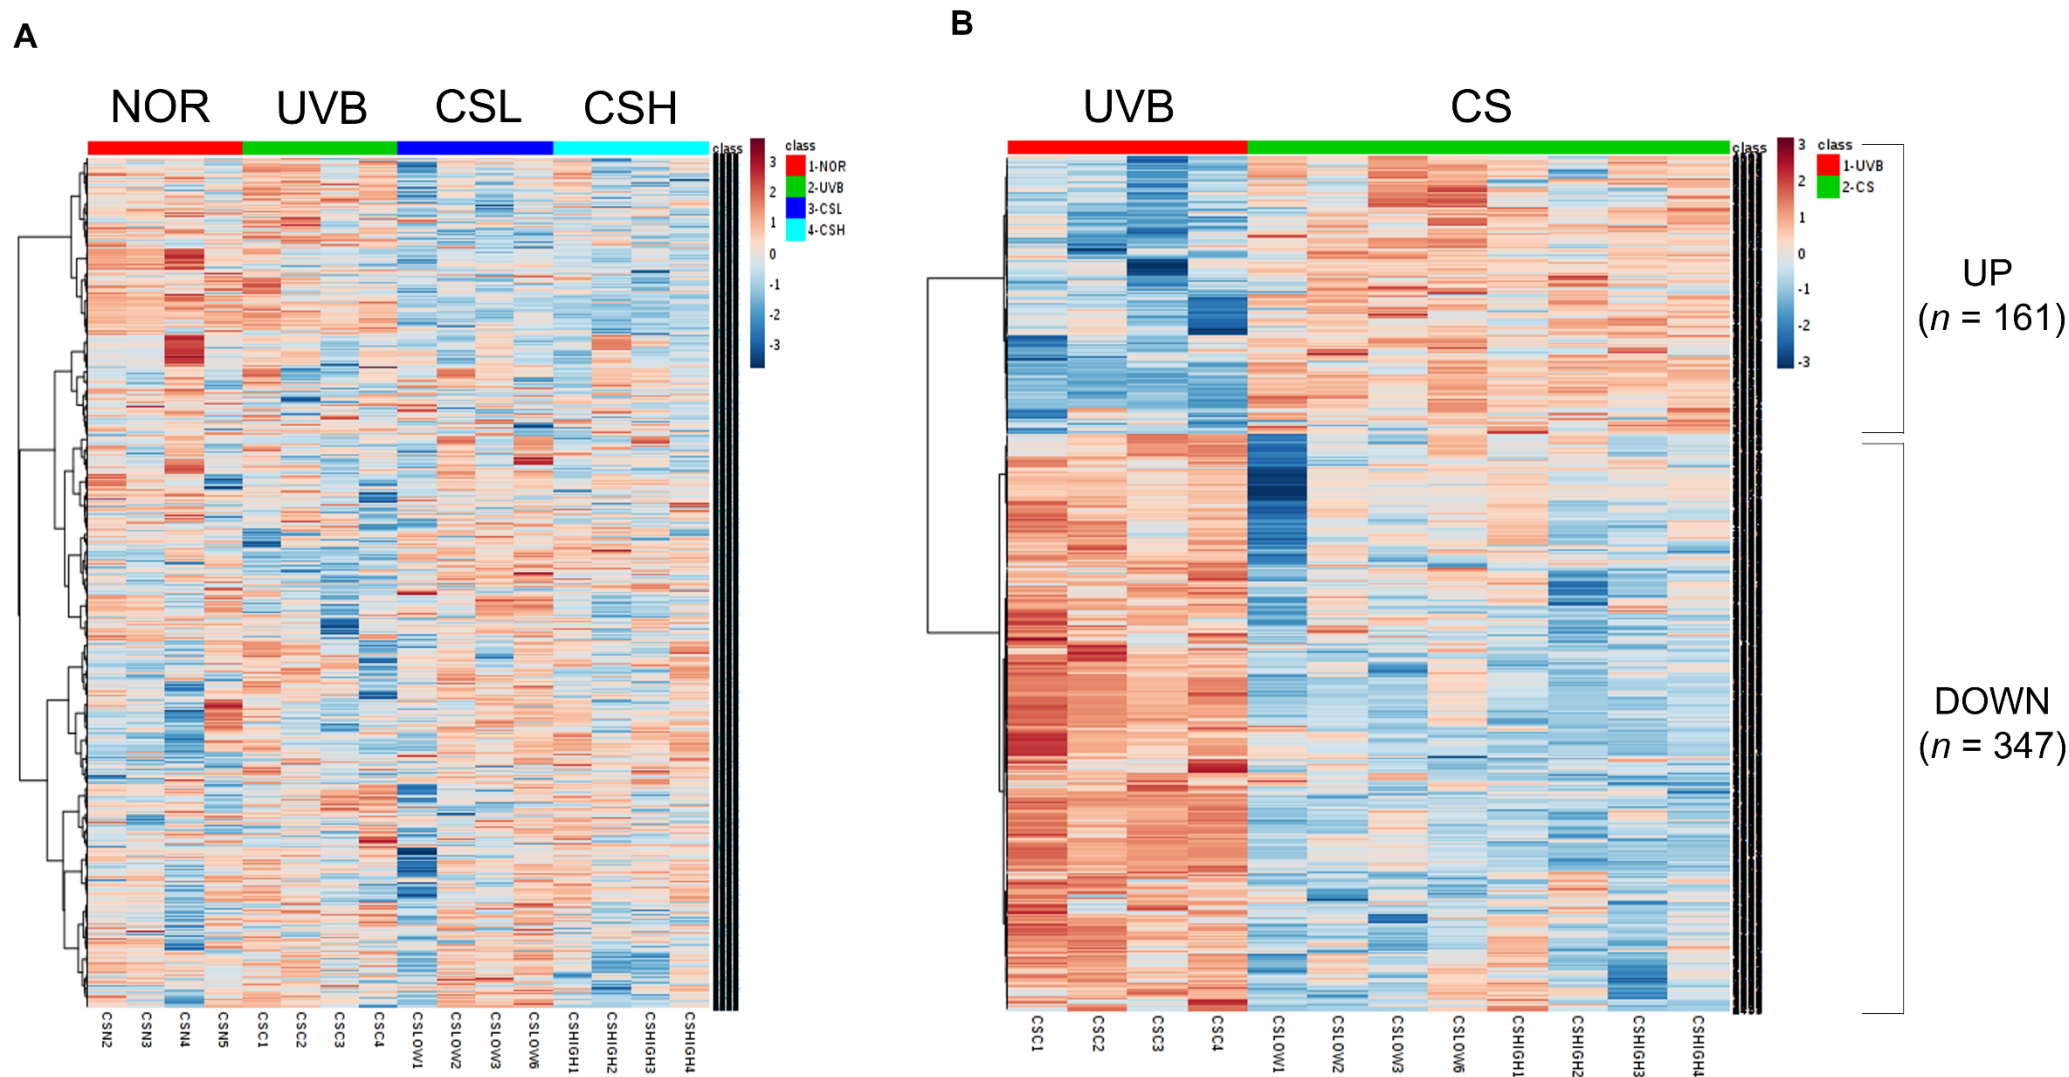 A
NOR UVB CSL CSH
class
3
2
1
0
-1
-2
-3
class
1-NOR
2-UVB
3-CSL
4-CSH
CSN2
CSN3
CSN4
CSN5
CSC1
CSC2
CSC3
CSC4
CSLOW1
CSLOW2
CSLOW3
CSLOW6
CSHIGH1
CSHIGH2
CSHIGH3
CSHIGH4
B
UVB CS
class
3
2
1
0
-1
-2
-3
class
1-UVB
2-CS
UP
(n = 161)
DOWN
(n = 347)
CSC1
CSC2
CSC3
CSC4
CSLOW1
CSLOW2
CSLOW3
CSLOW6
CSHIGH1
CSHIGH2
CSHIGH3
CSHIGH4